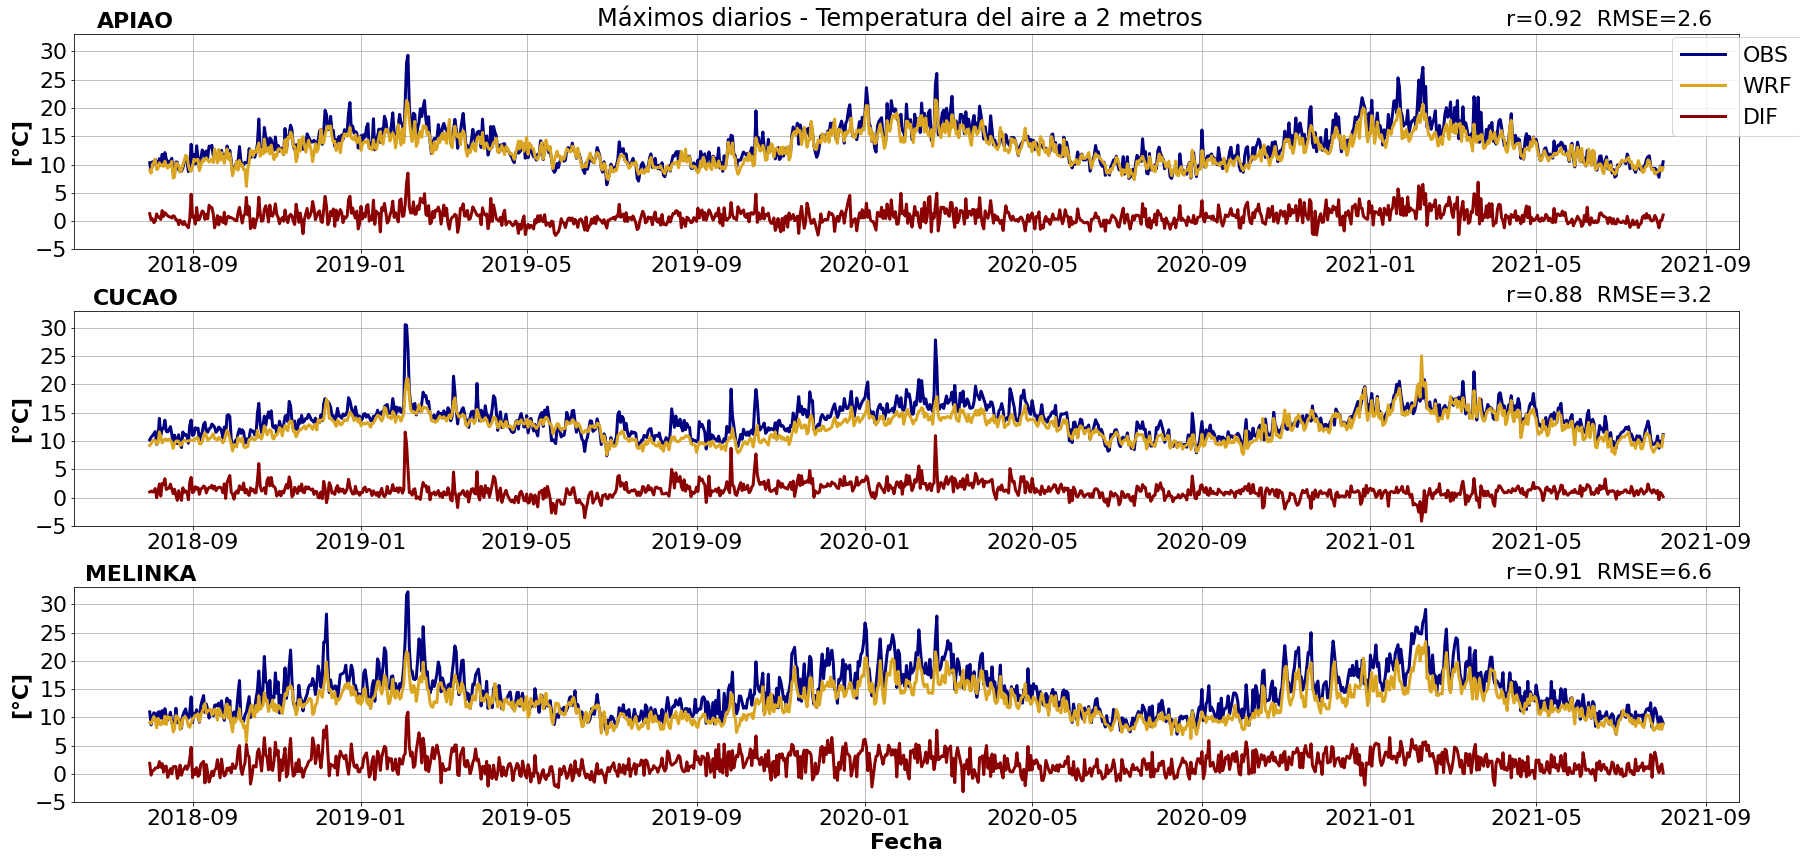 APIAO Máximos diarios - Temperatura del aire a 2 metros r=0.92 RMSE=2.6
OBS
WRF
DIF
[°C]
30
25
20
15
10
5
0
−5
2018-09 2019-01 2019-05 2019-09 2020-01 2020-05 2020-09 2021-01 2021-05 2021-09
CUCAO r=0.88 RMSE=3.2
[°C]
30
25
20
15
10
5
0
−5
2018-09 2019-01 2019-05 2019-09 2020-01 2020-05 2020-09 2021-01 2021-05 2021-09
MELINKA r=0.91 RMSE=6.6
[°C]
30
25
20
15
10
5
0
−5
2018-09 2019-01 2019-05 2019-09 2020-01 2020-05 2020-09 2021-01 2021-05 2021-09
Fecha